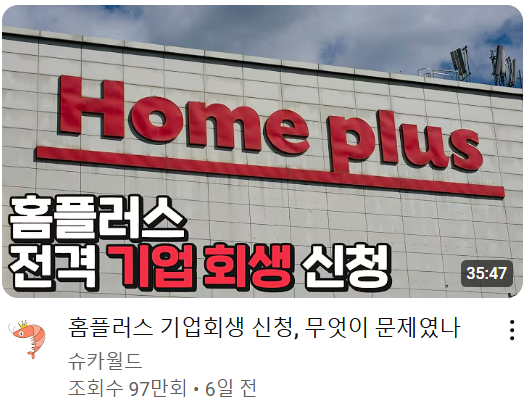 Home plus
홈플러스
전격 기업 회생 신청
35:47
홈플러스 기업회생 신청, 무엇이 문제였나
슈카월드
조회수 97만회 • 6일 전